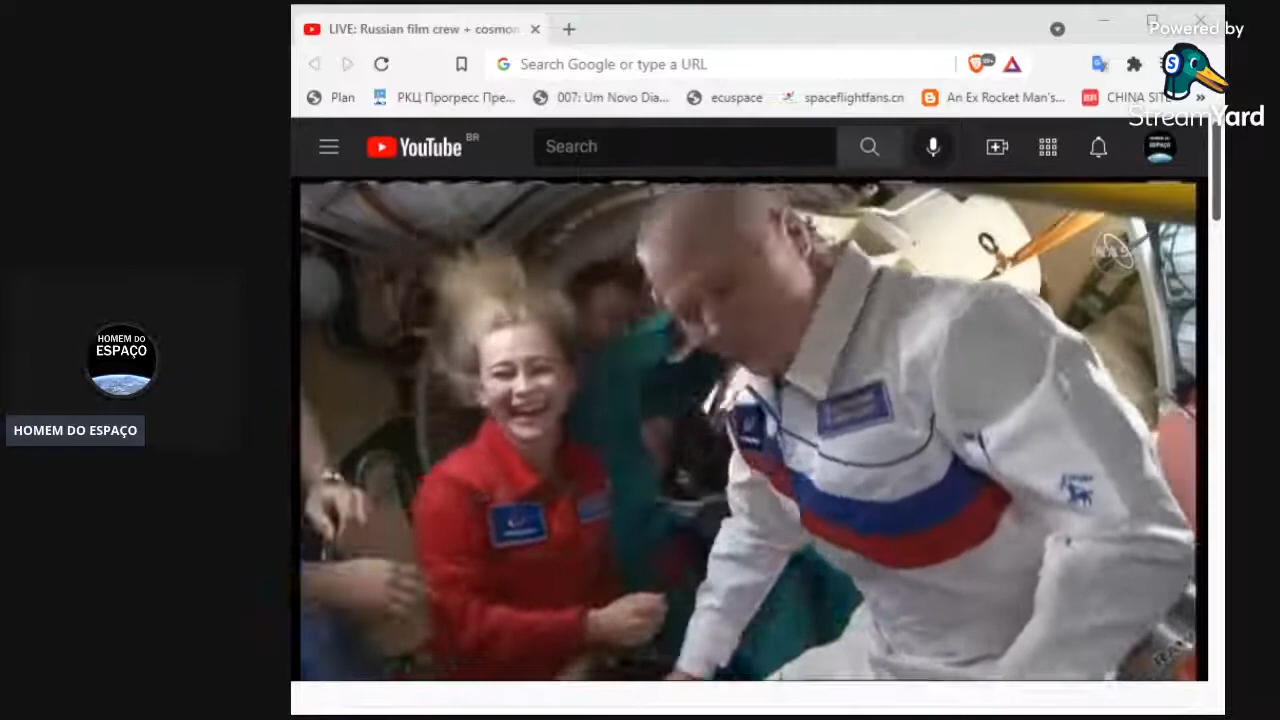 LIVE: Russian film crew + cosmon
Powered by
Search Google or type a URL
Plan
РКЦ Прогресс Пре...
007: Um Novo Dia...
ecuspace
spaceflightfans.cn
An Ex Rocket Man's...
CHINA SITE
StreamYard
YouTube BR
Search
HOMEM DO
ESPAÇO
HOMEM DO ESPAÇO